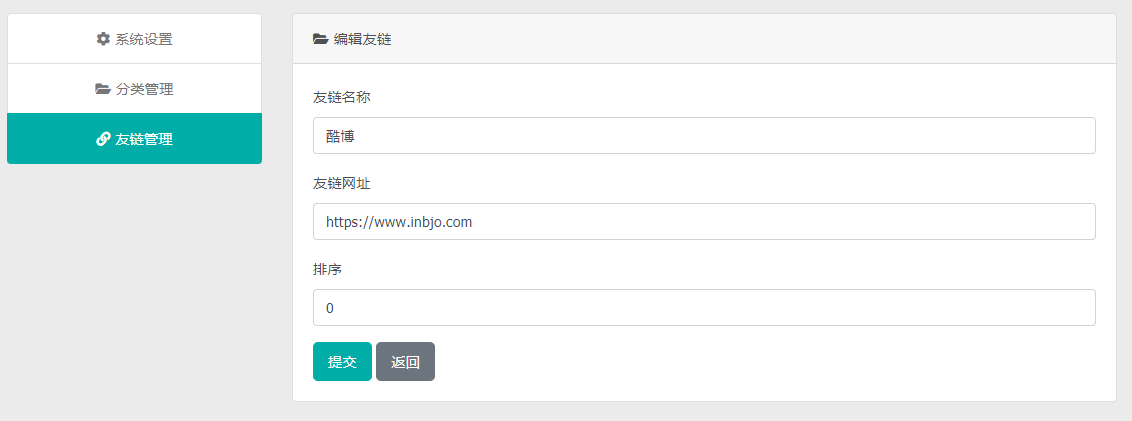 系统设置
分类管理
友链管理
编辑友链
友链名称
酷博
友链网址
https://www.inbjo.com
排序
0
提交 返回